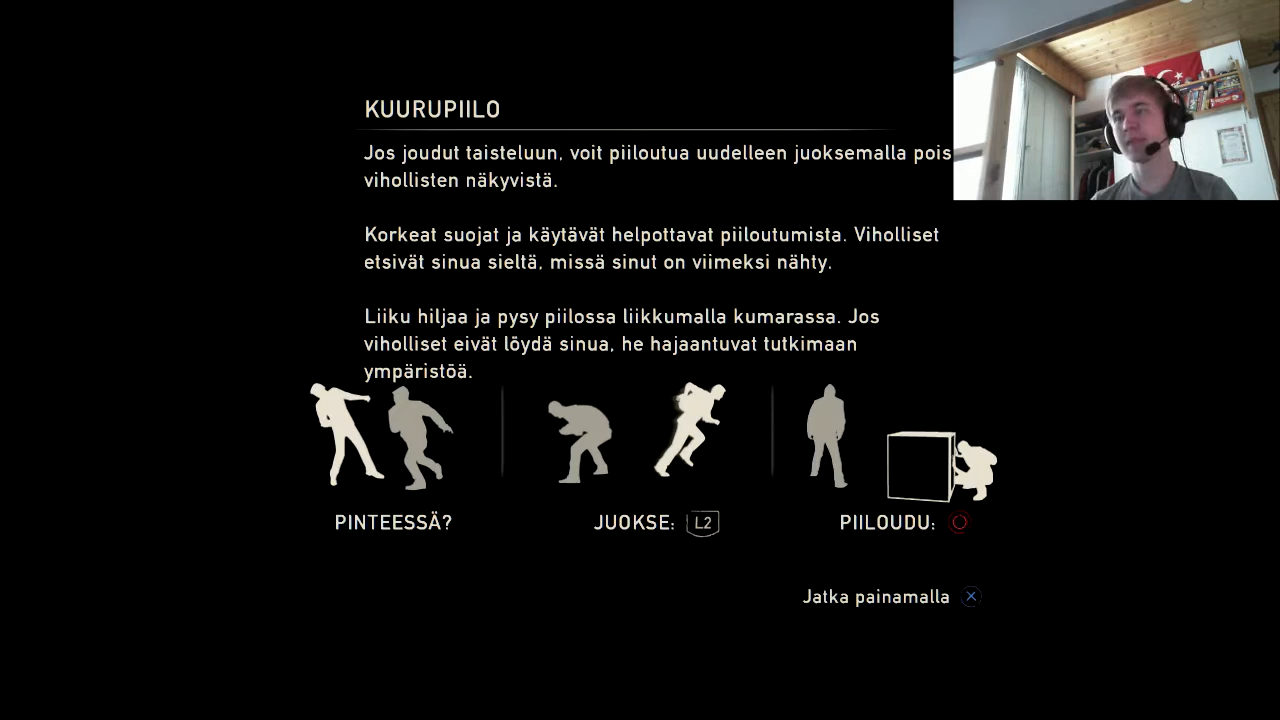 KUURUPIILO
Jos joudut taisteluun, voit piiloutua uudelleen juoksemalla pois
vihollisten näkyvistä.
Korkeat suojat ja käytävät helpottavat piiloutumista. Viholliset
etsivät sinua sieltä, missä sinut on viimeksi nähty.
Liiku hiljaa ja pysy piilossa liikkumalla kumarassa. Jos
viholliset eivät löydä sinua, he hajaantuvat tutkimaan
ympäristöä.
PINTEESSÄ? JUOKSE: L2 PIILOUDU:
Jatka painamalla